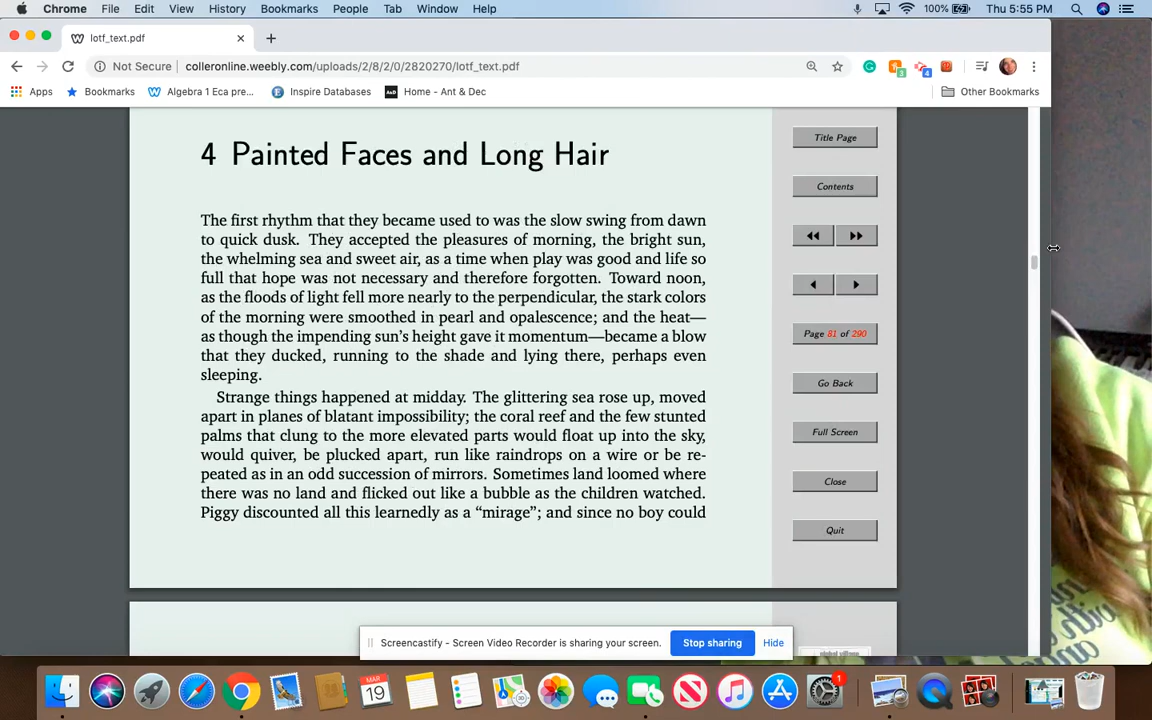 Chrome File Edit View History Bookmarks People Tab Window Help 100% Thu 5:55 PM
lotf_text.pdf
Not Secure colleronline.weebly.com/uploads/2/8/2/0/2820270/lotf_text.pdf 3 4
Apps Bookmarks Algebra 1 Eca pre... Inspire Databases Home - Ant & Dec Other Bookmarks
4 Painted Faces and Long Hair
The first rhythm that they became used to was the slow swing from dawn
to quick dusk. They accepted the pleasures of morning, the bright sun,
the whelming sea and sweet air, as a time when play was good and life so
full that hope was not necessary and therefore forgotten. Toward noon,
as the floods of light fell more nearly to the perpendicular, the stark colors
of the morning were smoothed in pearl and opalescence; and the heat—
as though the impending sun's height gave it momentum—became a blow
that they ducked, running to the shade and lying there, perhaps even
sleeping.
Strange things happened at midday. The glittering sea rose up, moved
apart in planes of blatant impossibility; the coral reef and the few stunted
palms that clung to the more elevated parts would float up into the sky,
would quiver, be plucked apart, run like raindrops on a wire or be re-
peated as in an odd succession of mirrors. Sometimes land loomed where
there was no land and flicked out like a bubble as the children watched.
Piggy discounted all this learnedly as a “mirage”; and since no boy could
Title Page
Contents
Page 81 of 290
Go Back
Full Screen
Close
Quit
Screencastify - Screen Video Recorder is sharing your screen. Stop sharing Hide
MAR
19
1